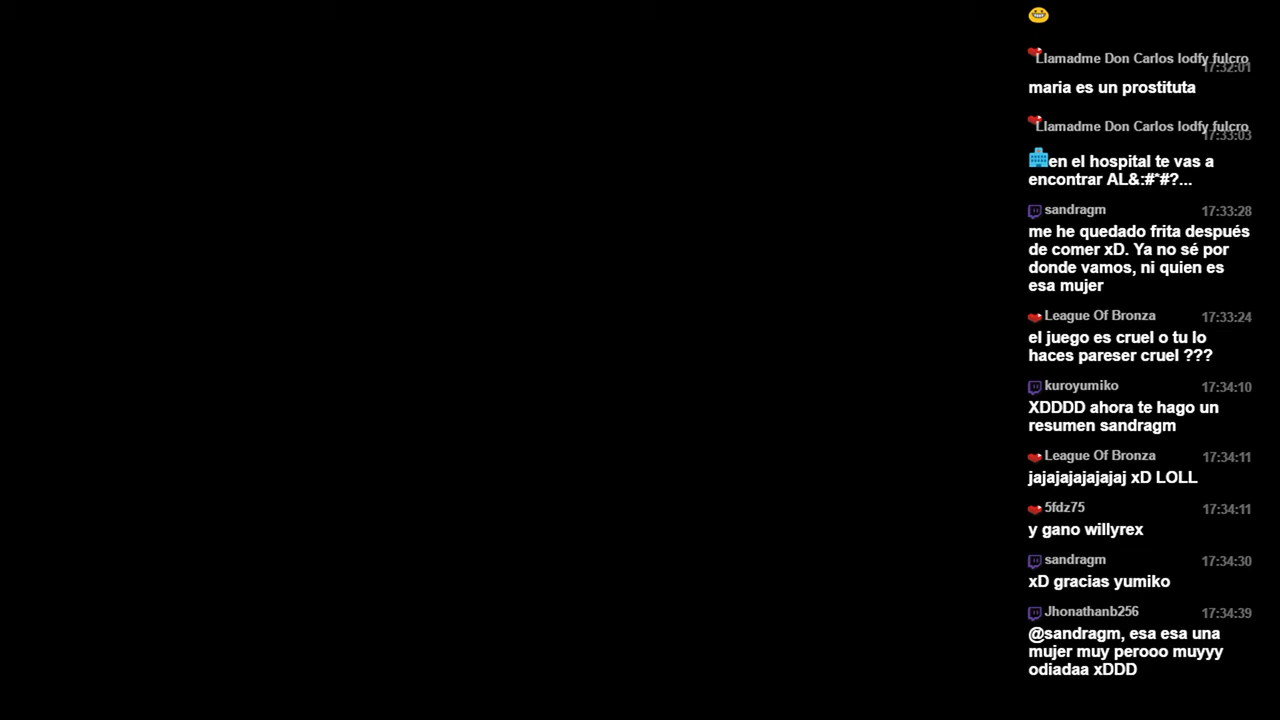 Llamadme Don Carlos lodfy fulcro
17:32:01
maria es un prostituta
Llamadme Don Carlos lodfy fulcro
17:33:03
en el hospital te vas a
encontrar AL&:#*#?...
sandragm 17:33:28
me he quedado frita después
de comer xD. Ya no sé por
donde vamos, ni quien es
esa mujer
League Of Bronza 17:33:24
el juego es cruel o tu lo
haces pareser cruel ???
kuroyumiko 17:34:10
XDDDD ahora te hago un
resumen sandragm
League Of Bronza 17:34:11
jajajajajajajaj xD LOLL
5fdz75 17:34:11
y gano willyrex
sandragm 17:34:30
xD gracias yumiko
Jhonathanb256 17:34:39
@sandragm, esa esa una
mujer muy perooo muyyy
odiadaa xDDD